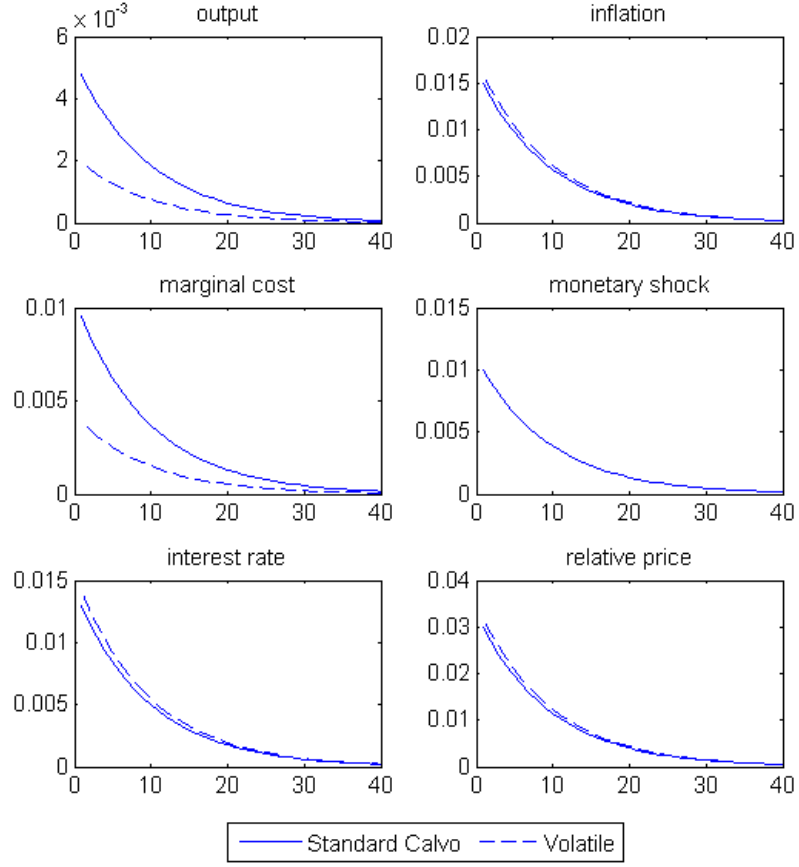 output
× 10⁻³
6
4
2
0
0 10 20 30 40
inflation
0.02
0.015
0.01
0.005
0
0 10 20 30 40
marginal cost
0.01
0.005
0
0 10 20 30 40
monetary shock
0.015
0.01
0.005
0
0 10 20 30 40
interest rate
0.015
0.01
0.005
0
0 10 20 30 40
relative price
0.04
0.03
0.02
0.01
0
0 10 20 30 40
Standard Calvo Volatile